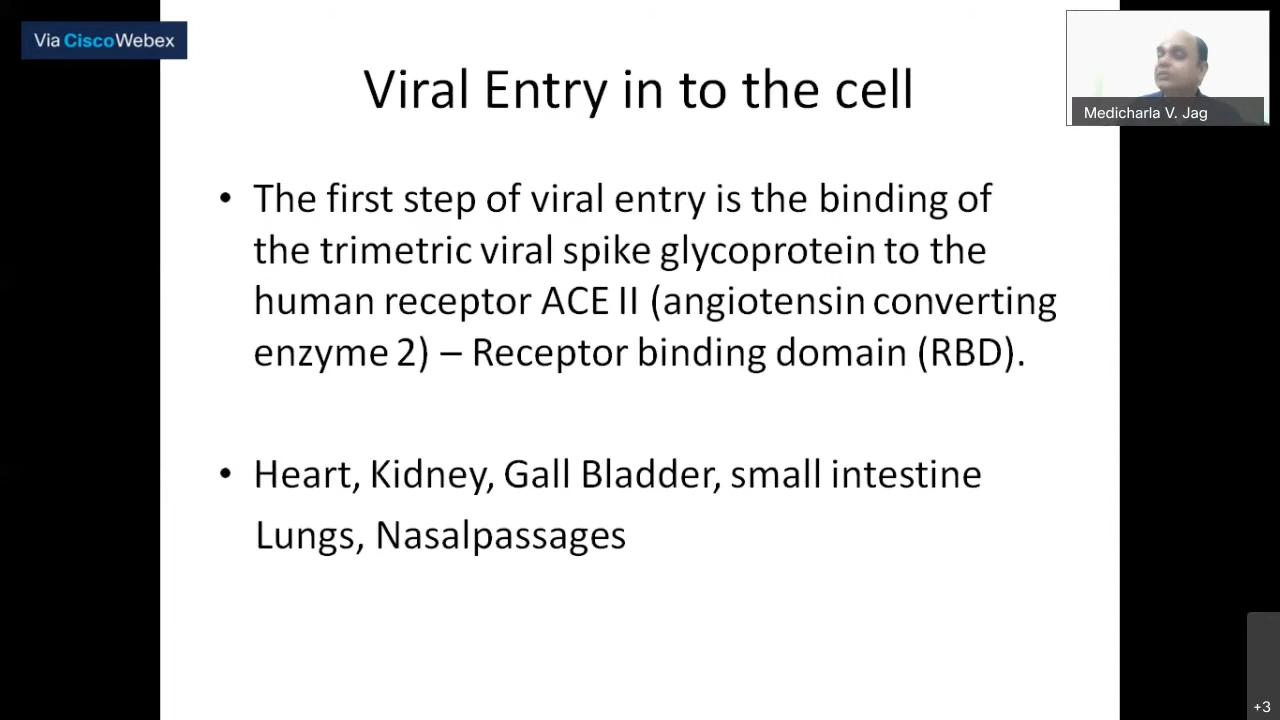 Via CiscoWebex
Viral Entry in to the cell
Medicharla V. Jag
• The first step of viral entry is the binding of
the trimetric viral spike glycoprotein to the
human receptor ACE II (angiotensin converting
enzyme 2) – Receptor binding domain (RBD).
• Heart, Kidney, Gall Bladder, small intestine
Lungs, Nasalpassages
+3